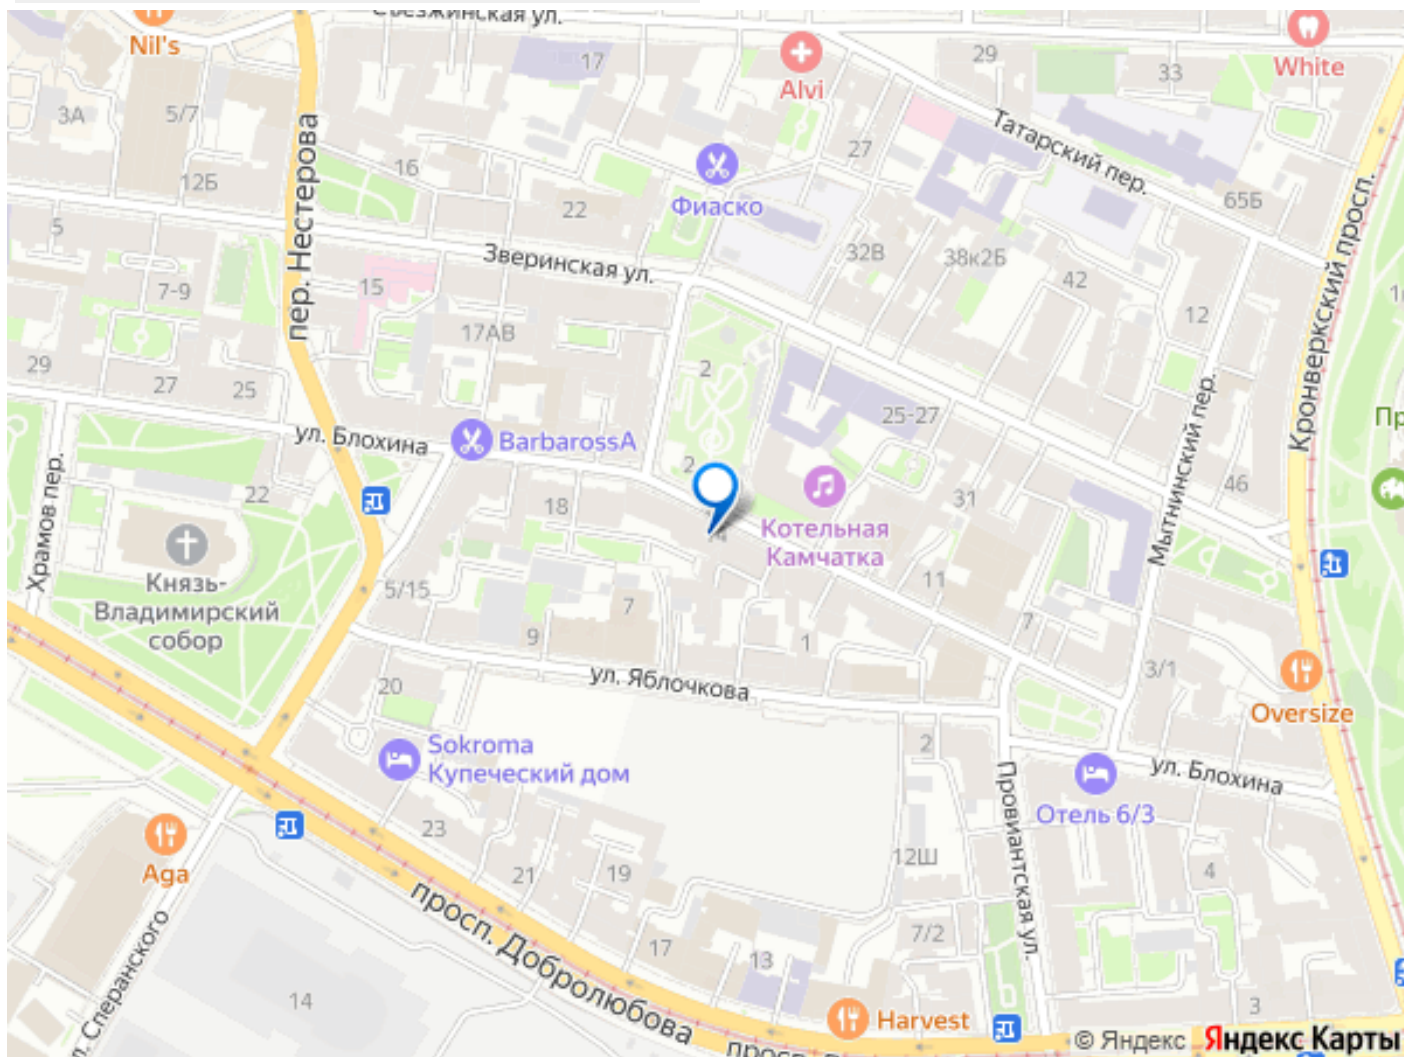 Съезжинская ул.
Nil's
17
Alvi
29
33
White
3А
5/7
пер. Нестерова
16
12Б
Фиаско
27
Татарский пер.
65Б
Кронверкский просп.
5
22
Зверинская ул.
32В
38к2Б
42
7-9
15
17АВ
12
29
27
25
2
25-27
Пр
ул. Блохина
BarbarossA
2
Храмов пер.
22
18
Котельная
Камчатка
31
46
Мытнинский пер.
Князь-
Владимирский
собор
5/15
7
9
11
1
7
3/1
ул. Яблочкова
20
Oversize
Sokroma
Купеческий дом
2
ул. Блохина
Отель 6/3
Провиантская ул.
Aga
23
21
19
12Ш
4
просп. Добролюбова
17
13
7/2
14
3
Сперанского
Harvest
© Яндекс Яндекс Карты